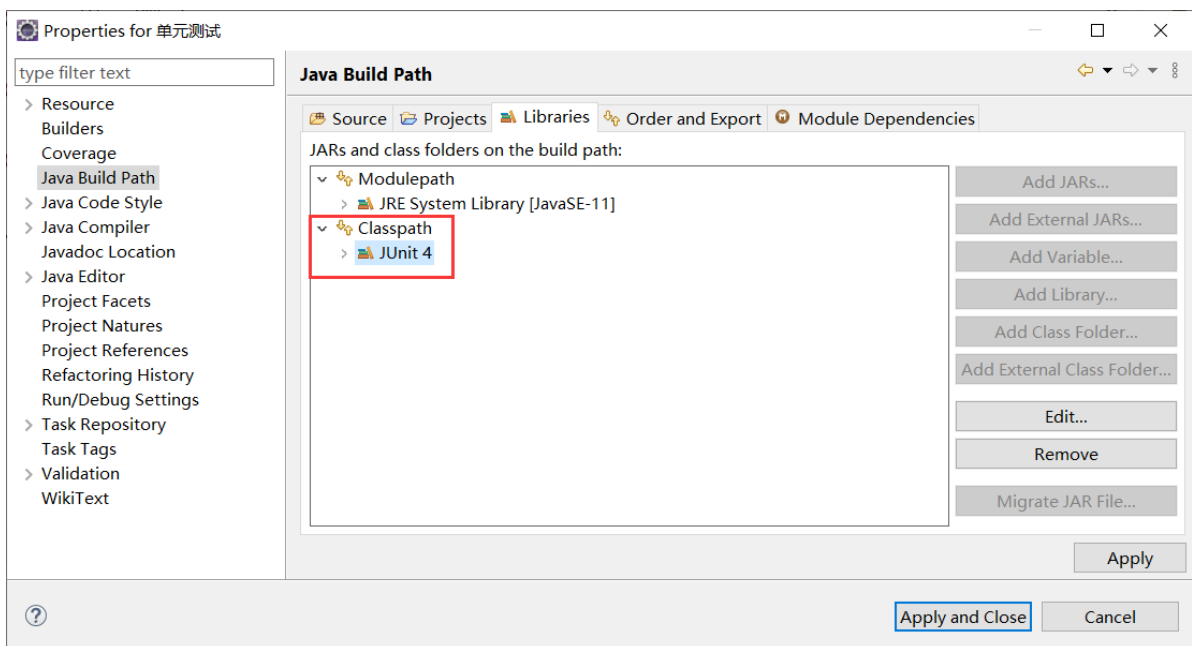 Properties for 单元测试
type filter text
Resource
Builders
Coverage
Java Build Path
Java Code Style
Java Compiler
Javadoc Location
Java Editor
Project Facets
Project Natures
Project References
Refactoring History
Run/Debug Settings
Task Repository
Task Tags
Validation
WikiText
Java Build Path
Source Projects Libraries Order and Export Module Dependencies
JARs and class folders on the build path:
Modulepath
JRE System Library [JavaSE-11]
Classpath
JUnit 4
Add JARs...
Add External JARs...
Add Variable...
Add Library...
Add Class Folder...
Add External Class Folder...
Edit...
Remove
Migrate JAR File...
Apply
Apply and Close Cancel